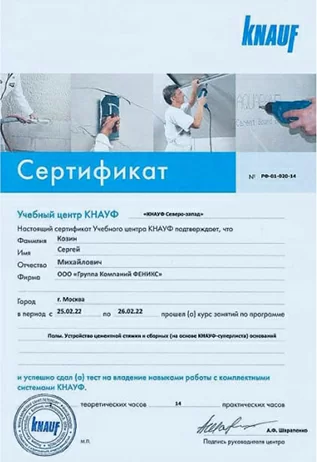 KNAUF
AQUAPANEL
Cement Board
Сертификат
№ РФ-01-020-14
Учебный центр КНАУФ «КНАУФ Северо-запад»
Настоящий сертификат Учебного центра КНАУФ подтверждает, что
Фамилия Козин
Имя Сергей
Отчество Михайлович
Фирма ООО «Группа Компаний ФЕНИКС»
Город г. Москва
в период с 25.02.22 по 26.02.22 прошел (а) курс занятий по программе
Полы. Устройство цементной стяжки и сборных (на основе КНАУФ-суперлиста) оснований
и успешно сдал (а) тест на владение навыками работы с комплектными
системами КНАУФ.
теоретических часов 14 практических часов
KNAUF
м.п.
А.Ф. Шарапенко
Подпись руководителя центра